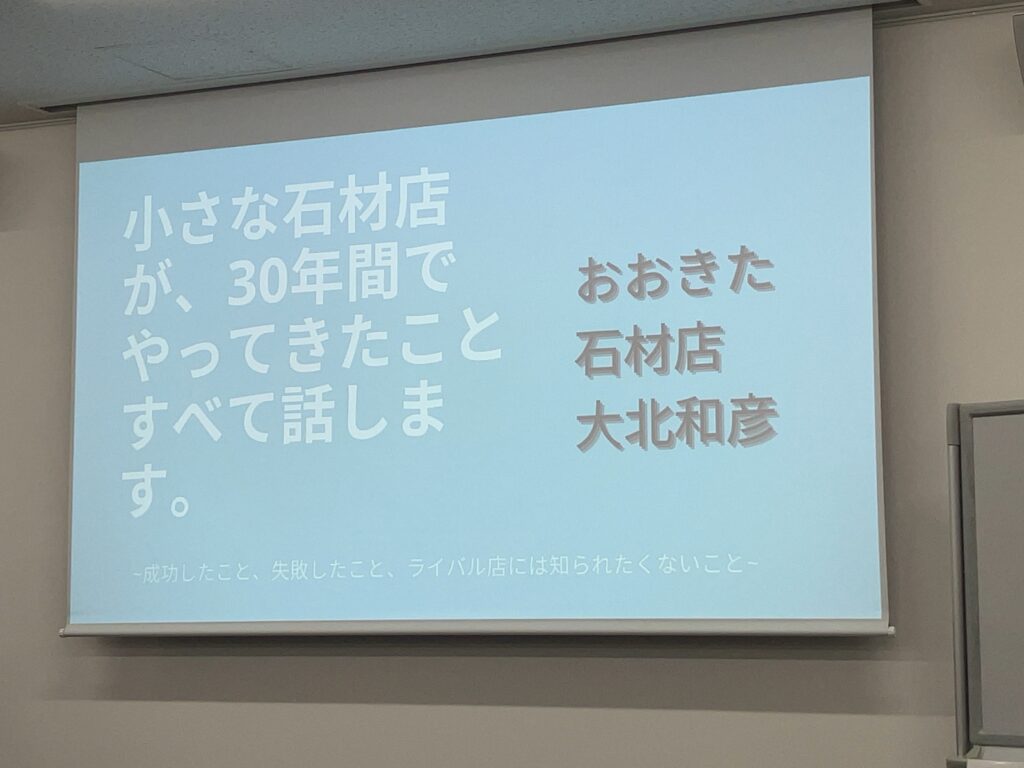 小さな石材店
が、30年間で
やってきたこと
すべて話しま
す。
おおきた
石材店
大北和彦
~成功したこと、失敗したこと、ライバル店には知られたくないこと~